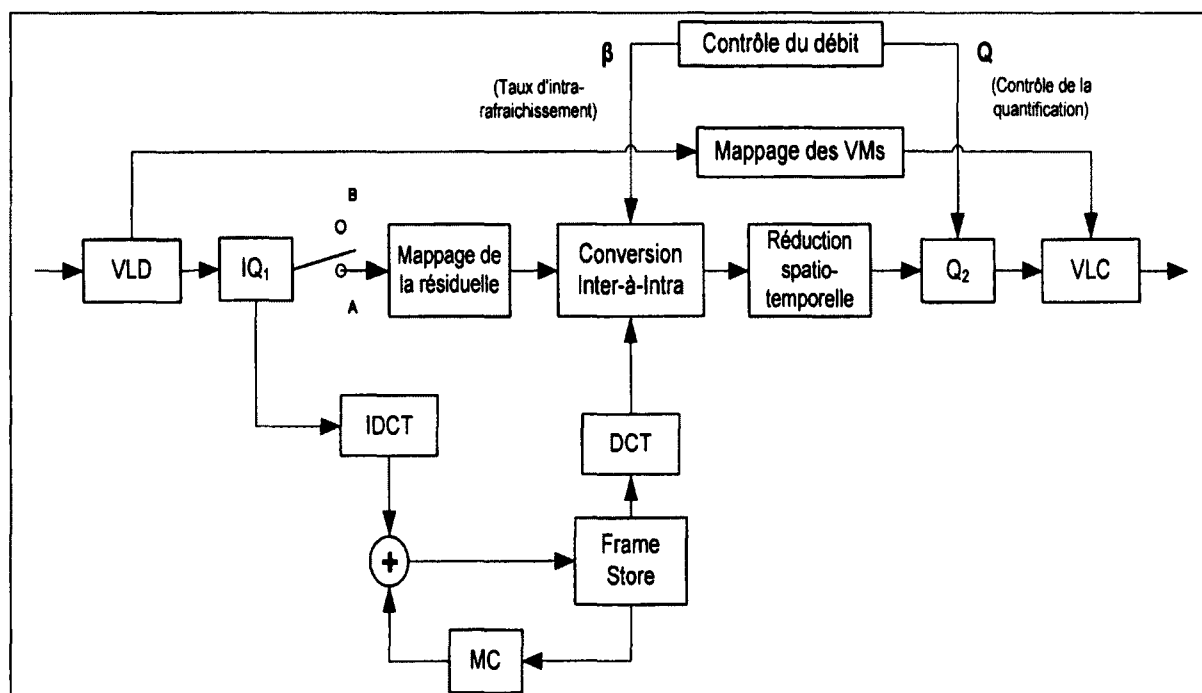 β
Contrôle du débit
Q
(Taux d'intra-
rafraichissement)
(Contrôle de la
quantification)
Mappage des VMs
B
VLD
IQ₁
Mappage de
la résiduelle
A
Conversion
Inter-à-Intra
Réduction
spatio-
temporelle
Q₂
VLC
IDCT
DCT
+
Frame
Store
MC